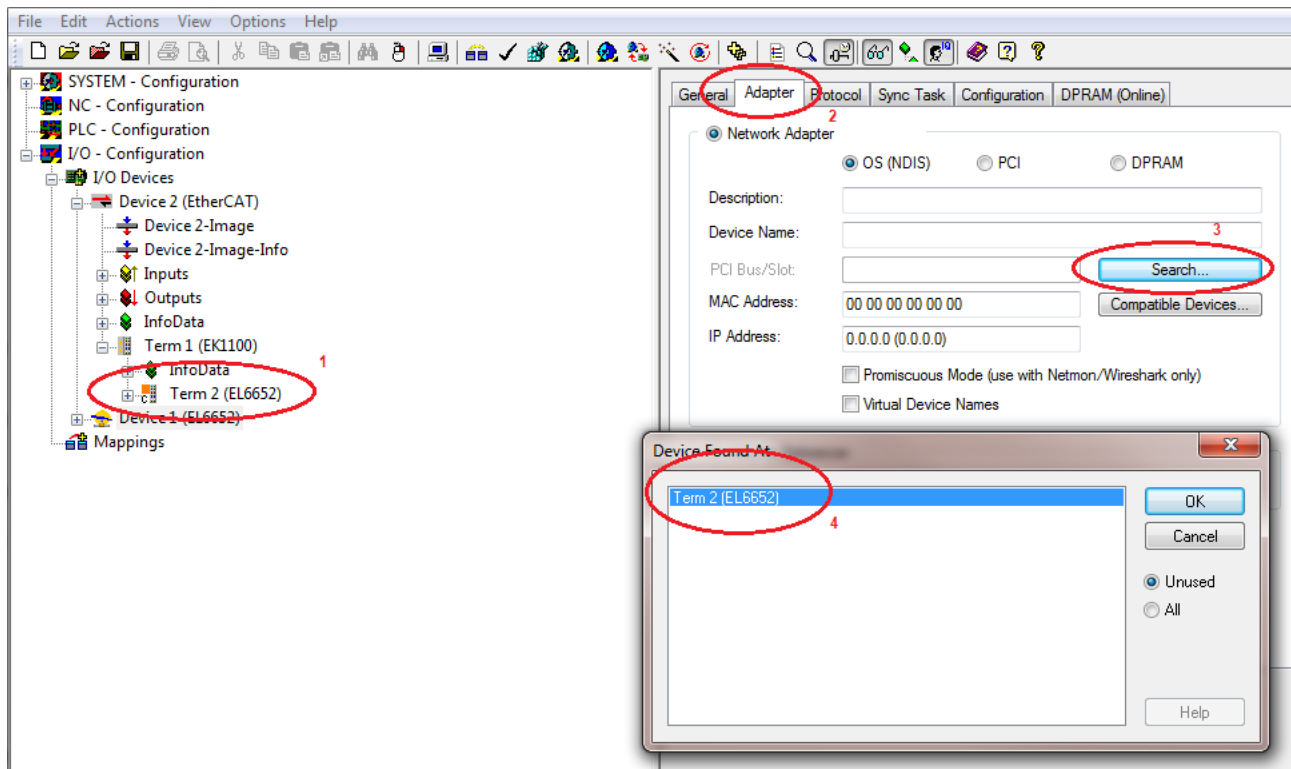 File Edit Actions View Options Help
SYSTEM - Configuration
NC - Configuration
PLC - Configuration
I/O - Configuration
I/O Devices
Device 2 (EtherCAT)
Device 2-Image
Device 2-Image-Info
Inputs
Outputs
InfoData
Term 1 (EK1100)
InfoData
1
Term 2 (EL6652)
Device 1 (EL6652)
Mappings
General Adapter Protocol Sync Task Configuration DPRAM (Online)
2
Network Adapter
OS (NDIS) PCI DPRAM
Description:
Device Name:
3
PCI Bus/Slot: Search...
MAC Address: 00 00 00 00 00 00 Compatible Devices...
IP Address: 0.0.0.0 (0.0.0.0)
Promiscuous Mode (use with Netmon/Wireshark only)
Virtual Device Names
Device Found At
Term 2 (EL6652)
4
OK
Cancel
Unused
All
Help